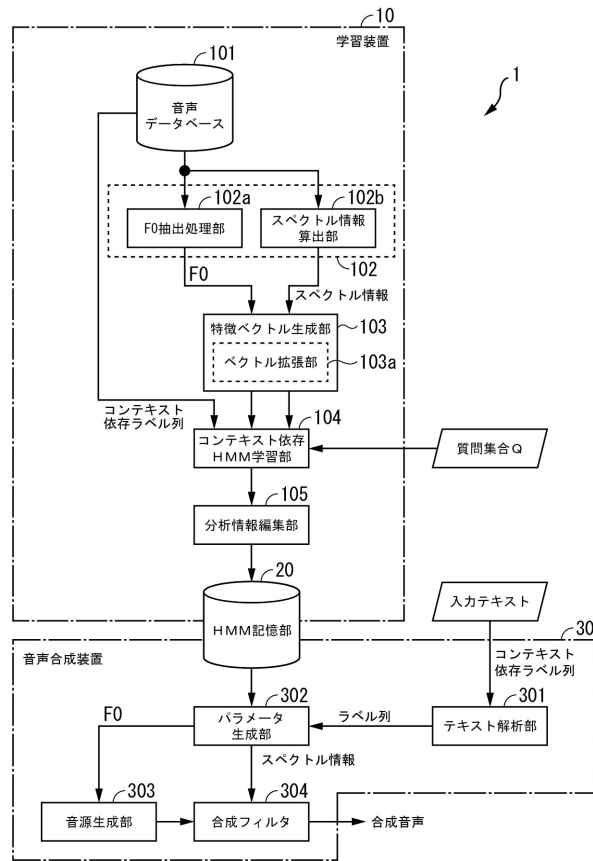 10
学習装置
1
101
音声
データベース
102a
F0抽出処理部
102b
スペクトル情報
算出部
102
F0
スペクトル情報
特徴ベクトル生成部
103
ベクトル拡張部
103a
コンテキスト
依存ラベル列
104
コンテキスト依存
HMM学習部
質問集合Q
105
分析情報編集部
20
HMM記憶部
入力テキスト
30
音声合成装置
コンテキスト
依存ラベル列
302
パラメータ
生成部
ラベル列
301
テキスト解析部
F0
スペクトル情報
303
音源生成部
304
合成フィルタ
合成音声